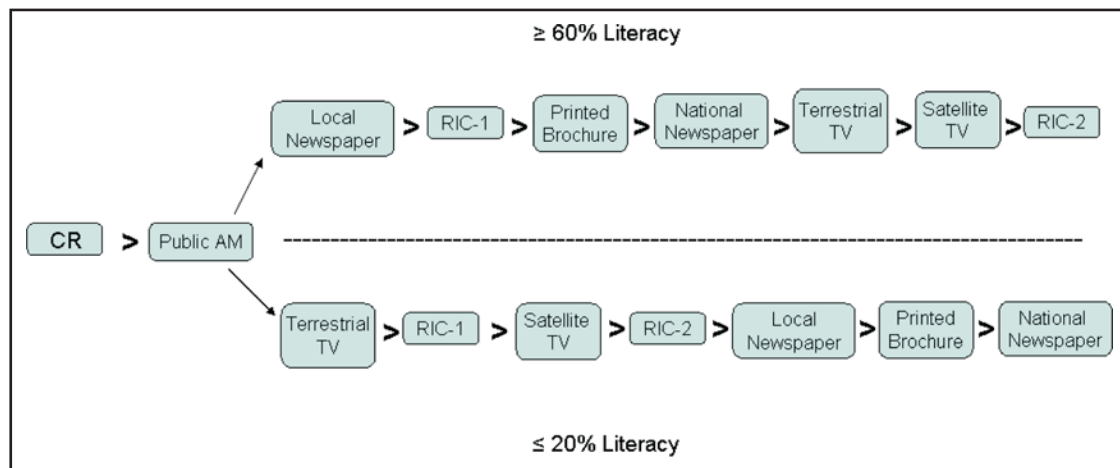 ≥ 60% Literacy
Local
Newspaper
>
RIC-1
>
Printed
Brochure
>
National
Newspaper
>
Terrestrial
TV
>
Satellite
TV
>
RIC-2
CR
>
Public AM
Terrestrial
TV
>
RIC-1
>
Satellite
TV
>
RIC-2
>
Local
Newspaper
>
Printed
Brochure
>
National
Newspaper
≤ 20% Literacy